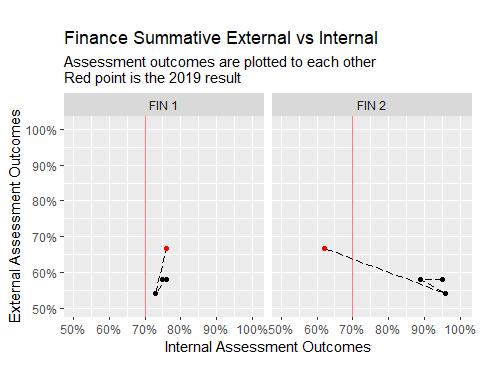 Finance Summative External vs Internal
Assessment outcomes are plotted to each other
Red point is the 2019 result
FIN 1
FIN 2
External Assessment Outcomes
100%
90%
80%
70%
60%
50%
50% 60% 70% 80% 90% 100%
50% 60% 70% 80% 90% 100%
Internal Assessment Outcomes